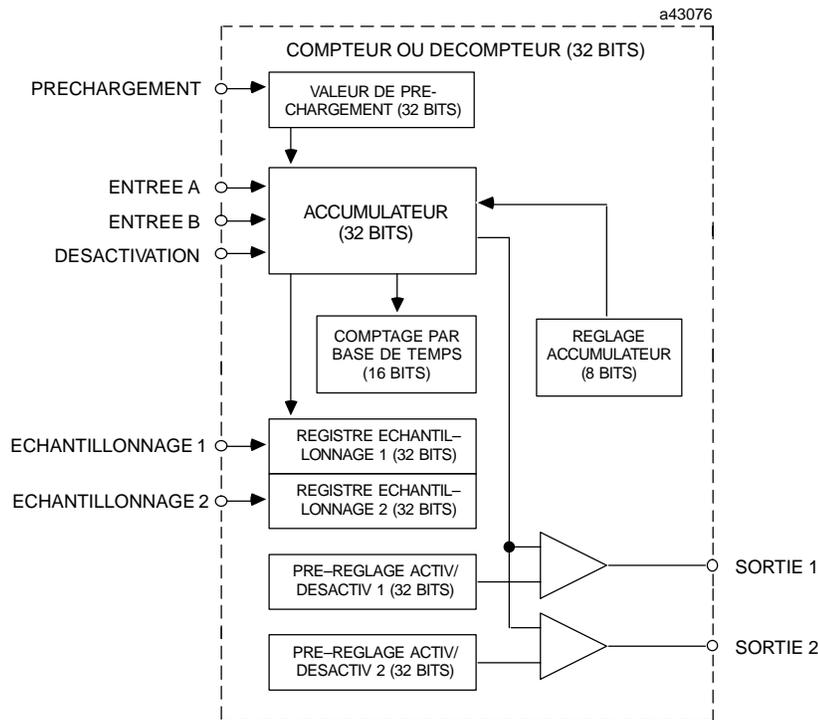 a43076
COMPTEUR OU DECOMPTEUR (32 BITS)
PRECHARGEMENT
VALEUR DE PRE-
CHARGEMENT (32 BITS)
ENTREE A
ENTREE B
DESACTIVATION
ACCUMULATEUR
(32 BITS)
COMPTAGE PAR
BASE DE TEMPS
(16 BITS)
REGLAGE
ACCUMULATEUR
(8 BITS)
ECHANTILLONNAGE 1
REGISTRE ECHANTIL–
LONNAGE 1 (32 BITS)
ECHANTILLONNAGE 2
REGISTRE ECHANTIL–
LONNAGE 2 (32 BITS)
PRE–REGLAGE ACTIV/
DESACTIV 1 (32 BITS)
SORTIE 1
PRE–REGLAGE ACTIV/
DESACTIV 2 (32 BITS)
SORTIE 2